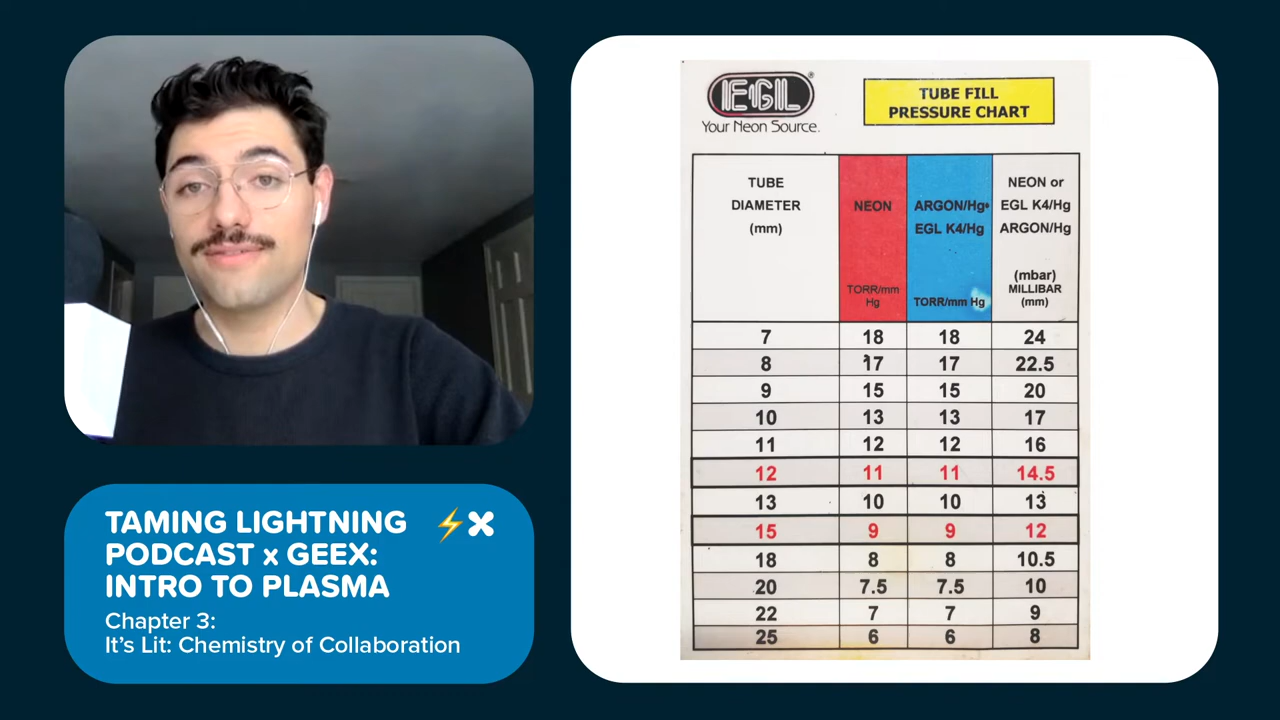 TAMING LIGHTNING
PODCAST x GEEX:
INTRO TO PLASMA
Chapter 3:
It's Lit: Chemistry of Collaboration
EGL®
Your Neon Source.
TUBE FILL
PRESSURE CHART
TUBE
DIAMETER
(mm)
NEON
TORR/mm
Hg
ARGON/Hg•
EGL K4/Hg
TORR/mm Hg
NEON or
EGL K4/Hg
ARGON/Hg
(mbar)
MILLIBAR
(mm)
7 18 18 24
8 17 17 22.5
9 15 15 20
10 13 13 17
11 12 12 16
12 11 11 14.5
13 10 10 13
15 9 9 12
18 8 8 10.5
20 7.5 7.5 10
22 7 7 9
25 6 6 8